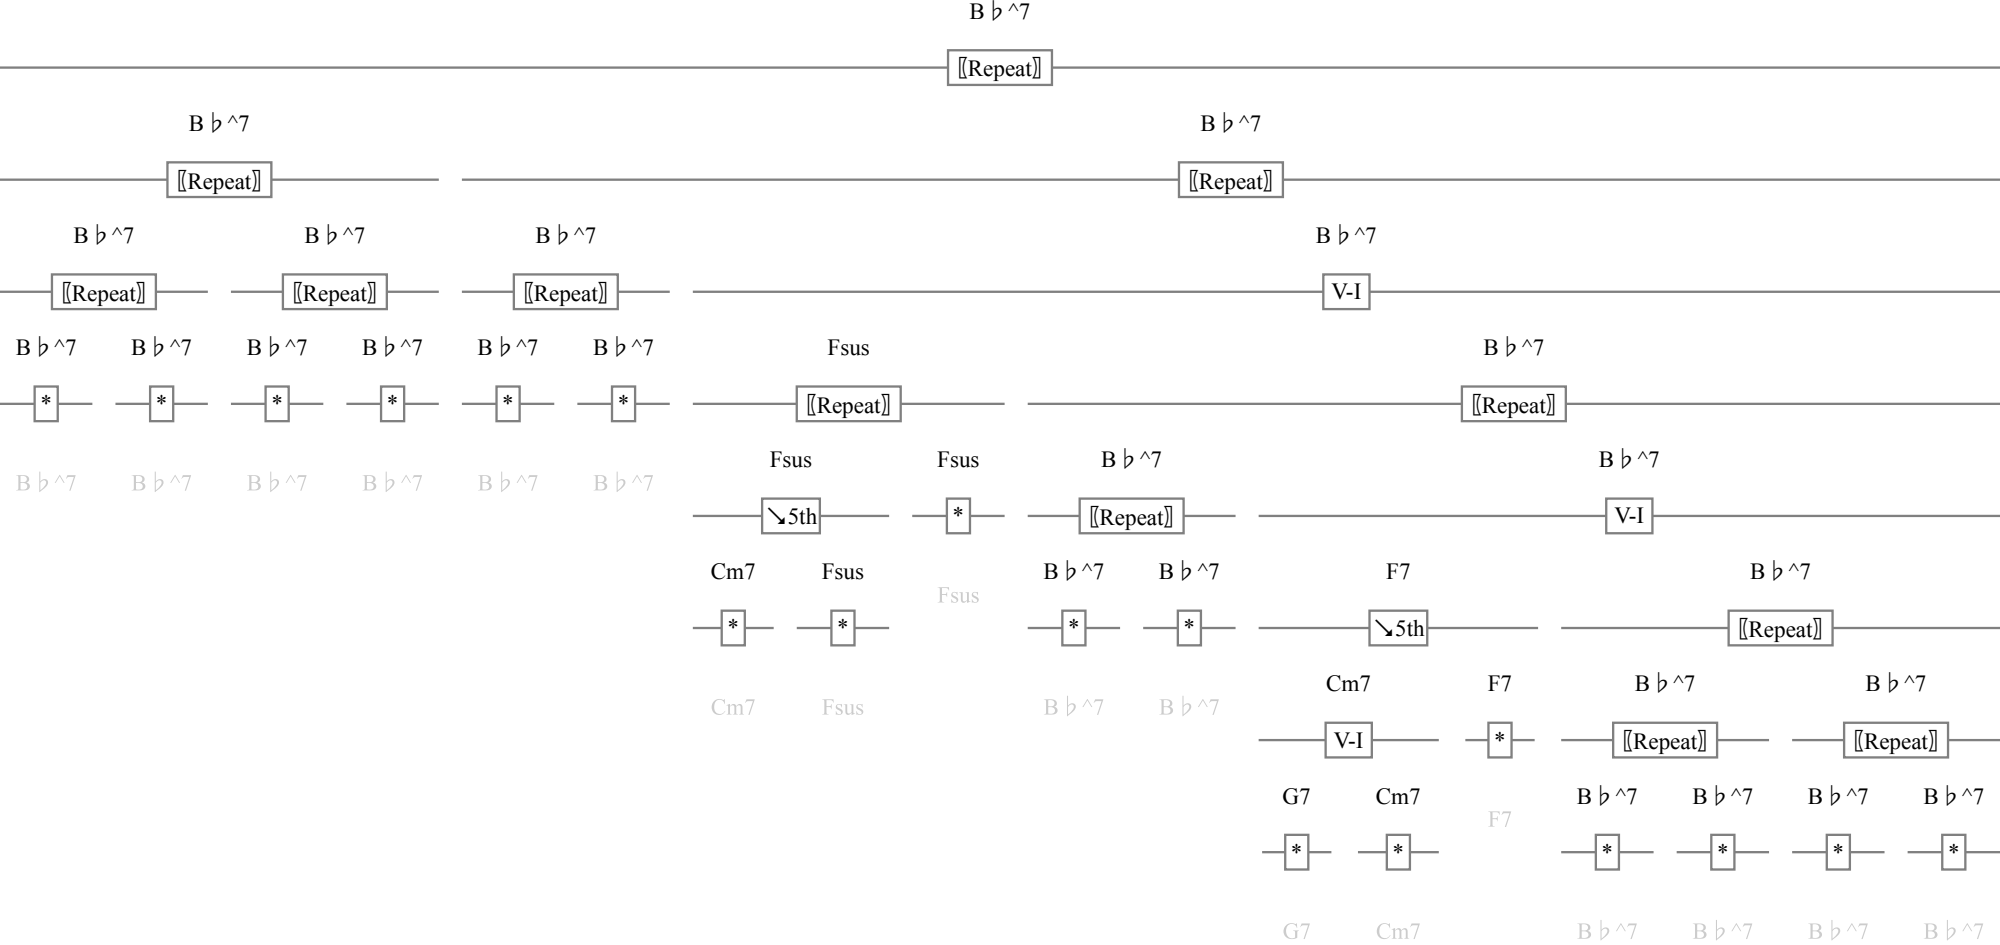 B♭^7
⟦Repeat⟧
B♭^7 B♭^7
⟦Repeat⟧ ⟦Repeat⟧
B♭^7 B♭^7 B♭^7 B♭^7
⟦Repeat⟧ ⟦Repeat⟧ ⟦Repeat⟧ V-I
B♭^7 B♭^7 B♭^7 B♭^7 B♭^7 B♭^7 Fsus B♭^7
* * * * * * ⟦Repeat⟧ ⟦Repeat⟧
Fsus Fsus B♭^7 B♭^7
B♭^7 B♭^7 B♭^7 B♭^7 B♭^7 B♭^7
↘5th * ⟦Repeat⟧ V-I
Cm7 Fsus B♭^7 B♭^7 F7 B♭^7
Fsus
* * * * ↘5th ⟦Repeat⟧
Cm7 F7 B♭^7 B♭^7
Cm7 Fsus B♭^7 B♭^7
V-I * ⟦Repeat⟧ ⟦Repeat⟧
G7 Cm7 B♭^7 B♭^7 B♭^7 B♭^7
F7
* * * * * *
G7 Cm7 B♭^7 B♭^7 B♭^7 B♭^7